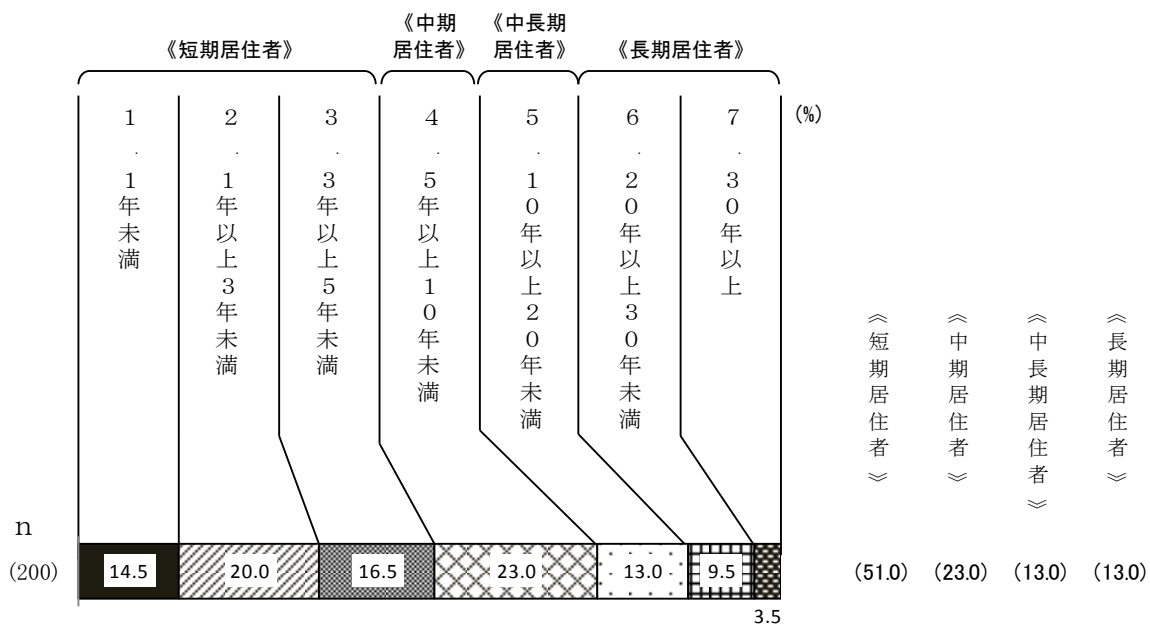 《短期居住者》
《中期
居住者》
《中長期
居住者》
《長期居住者》
1.1年未満
2.1年以上3年未満
3.3年以上5年未満
4.5年以上10年未満
5.10年以上20年未満
6.20年以上30年未満
7.30年以上
(%)
《短期居住者》
《中期居住者》
《中長期居住者》
《長期居住者》
n
(200)
14.5
20.0
16.5
23.0
13.0
9.5
3.5
(51.0)
(23.0)
(13.0)
(13.0)